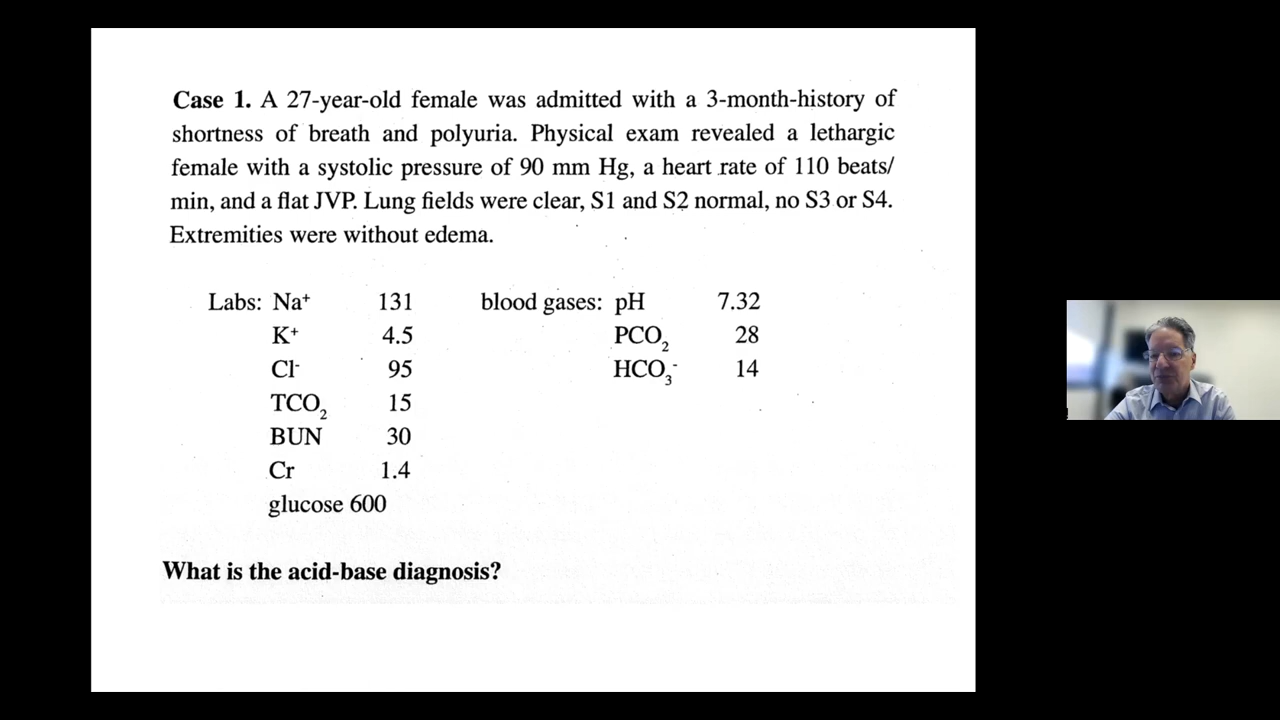 Case 1. A 27-year-old female was admitted with a 3-month-history of
shortness of breath and polyuria. Physical exam revealed a lethargic
female with a systolic pressure of 90 mm Hg, a heart rate of 110 beats/
min, and a flat JVP. Lung fields were clear, S1 and S2 normal, no S3 or S4.
Extremities were without edema.
Labs: Na⁺ 131 blood gases: pH 7.32
K⁺ 4.5 PCO₂ 28
Cl⁻ 95 HCO₃⁻ 14
TCO₂ 15
BUN 30
Cr 1.4
glucose 600
What is the acid-base diagnosis?